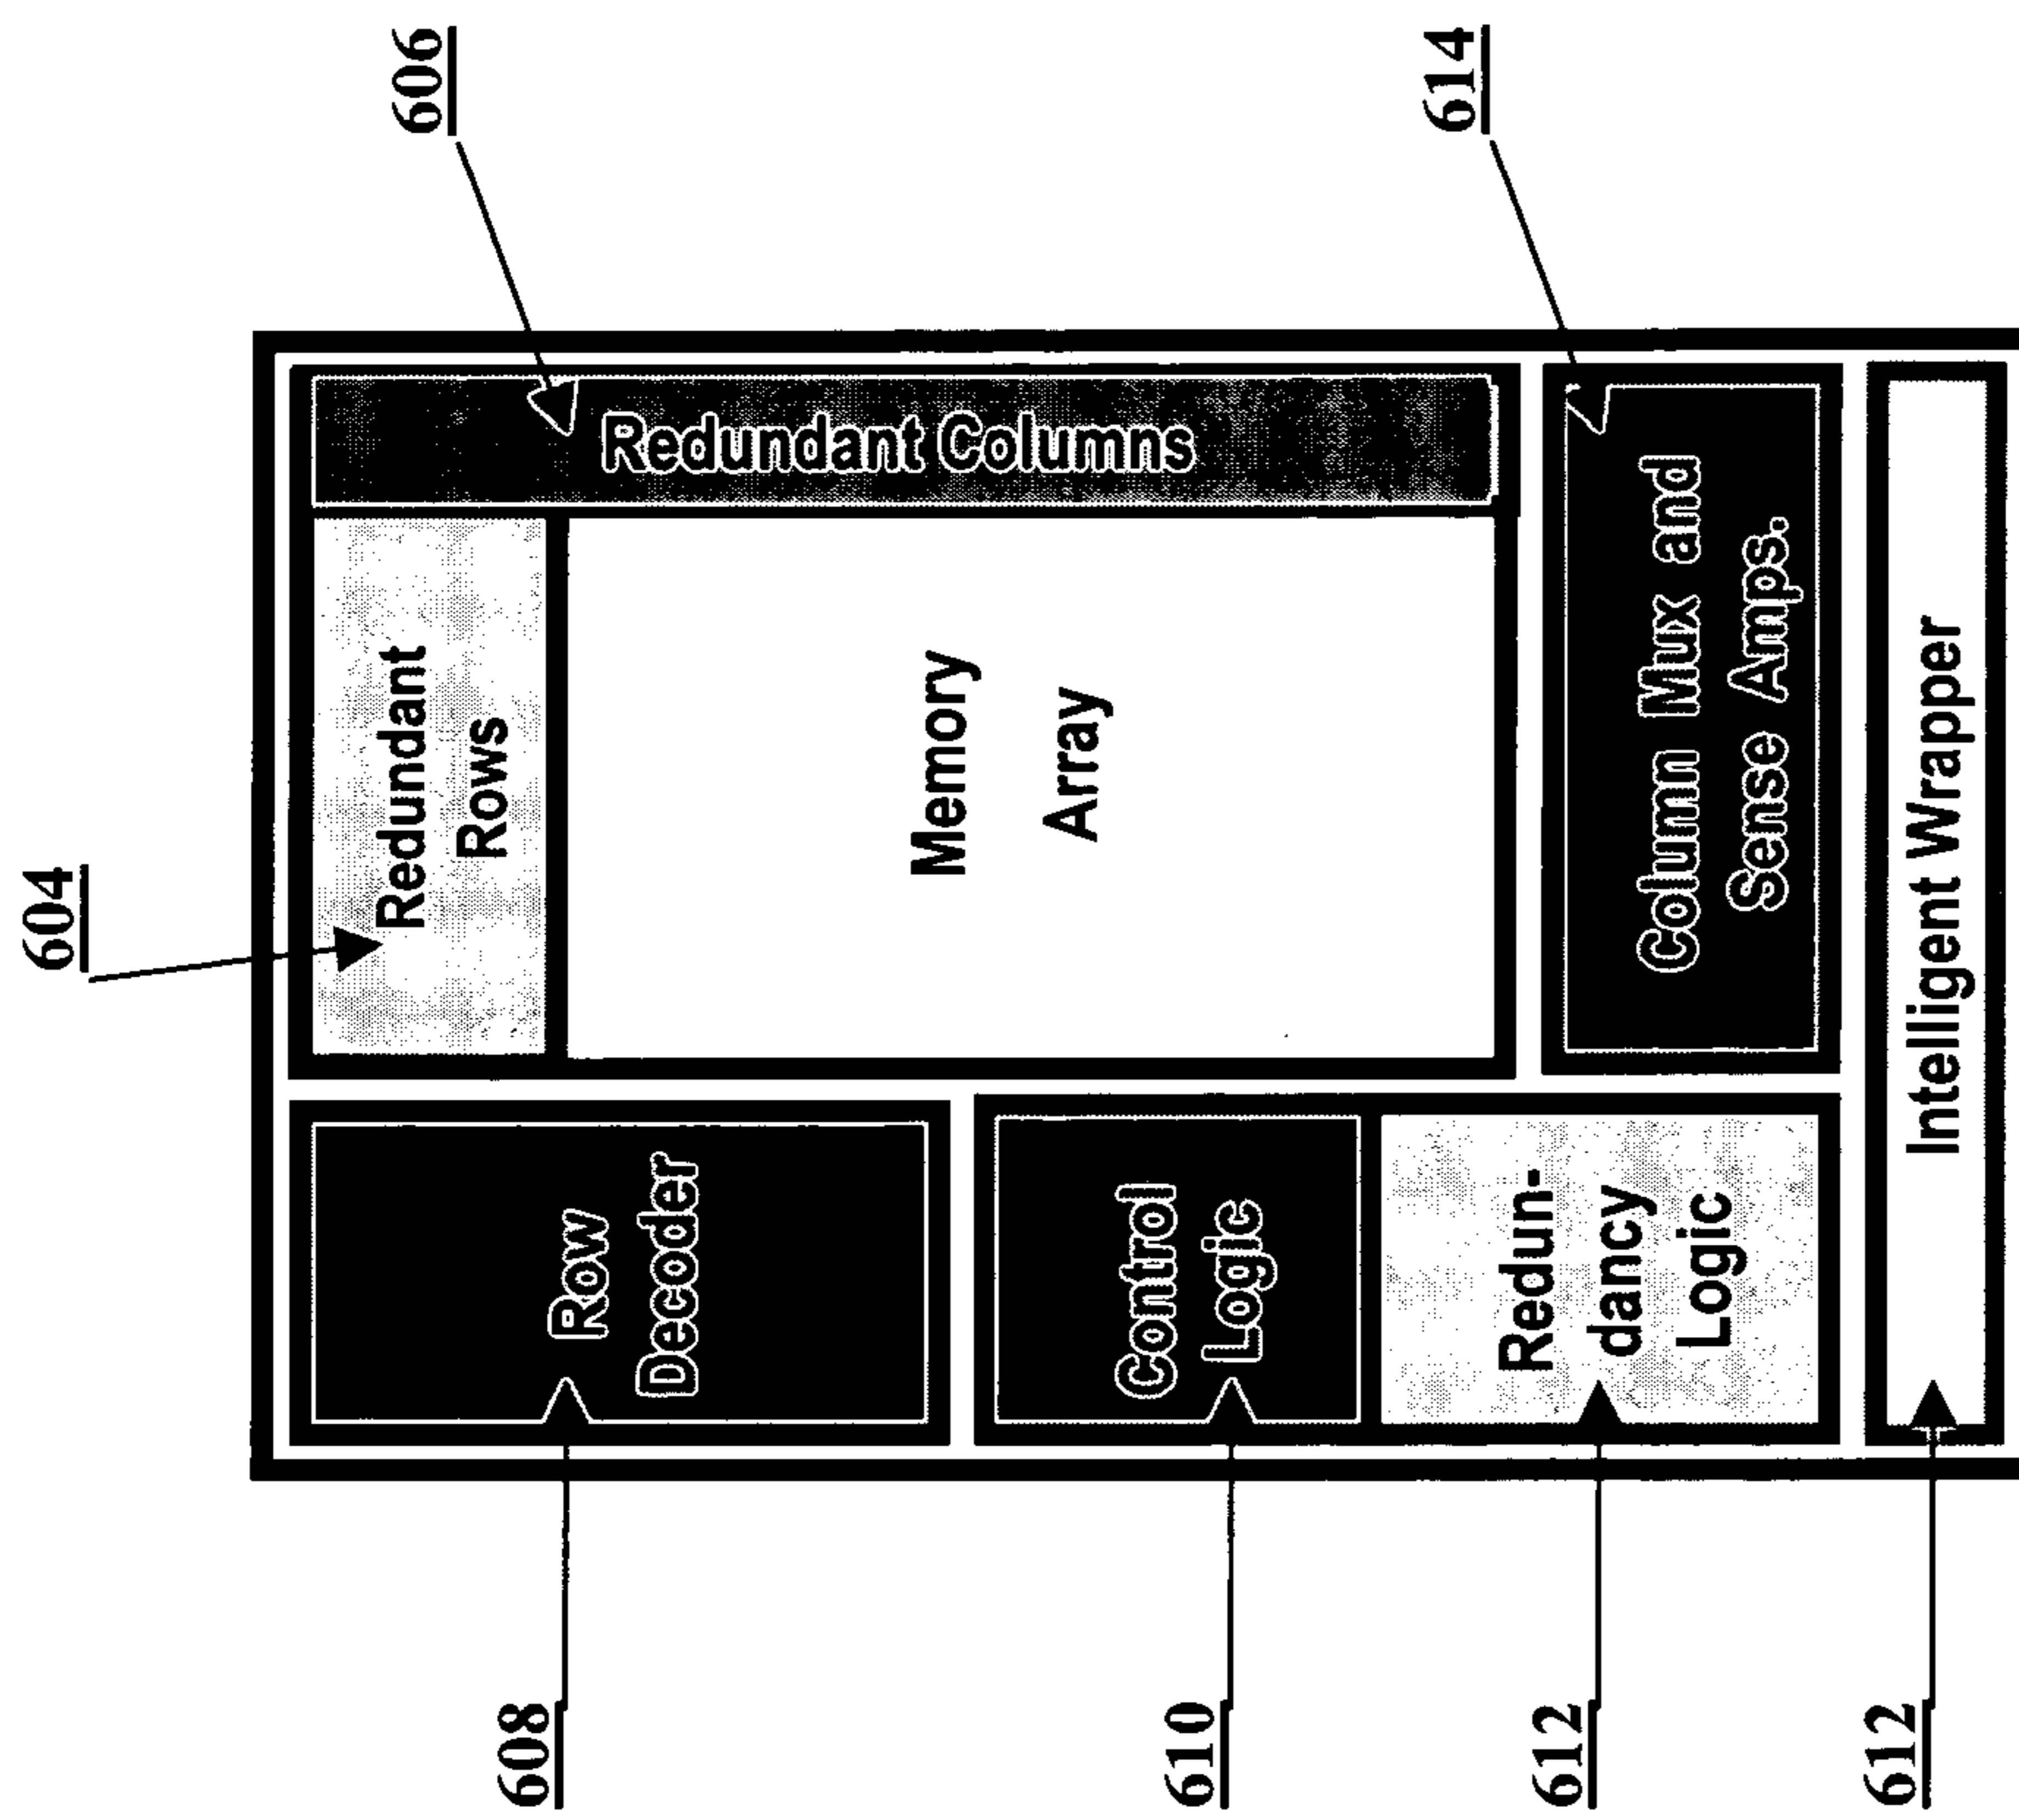 604
606
Redundant
Rows
Redundant Columns
Memory
Array
608
Row
Decoder
610
Control
Logic
612
Redun-
dancy
Logic
614
Column Mux and
Sense Amps.
612
Intelligent Wrapper